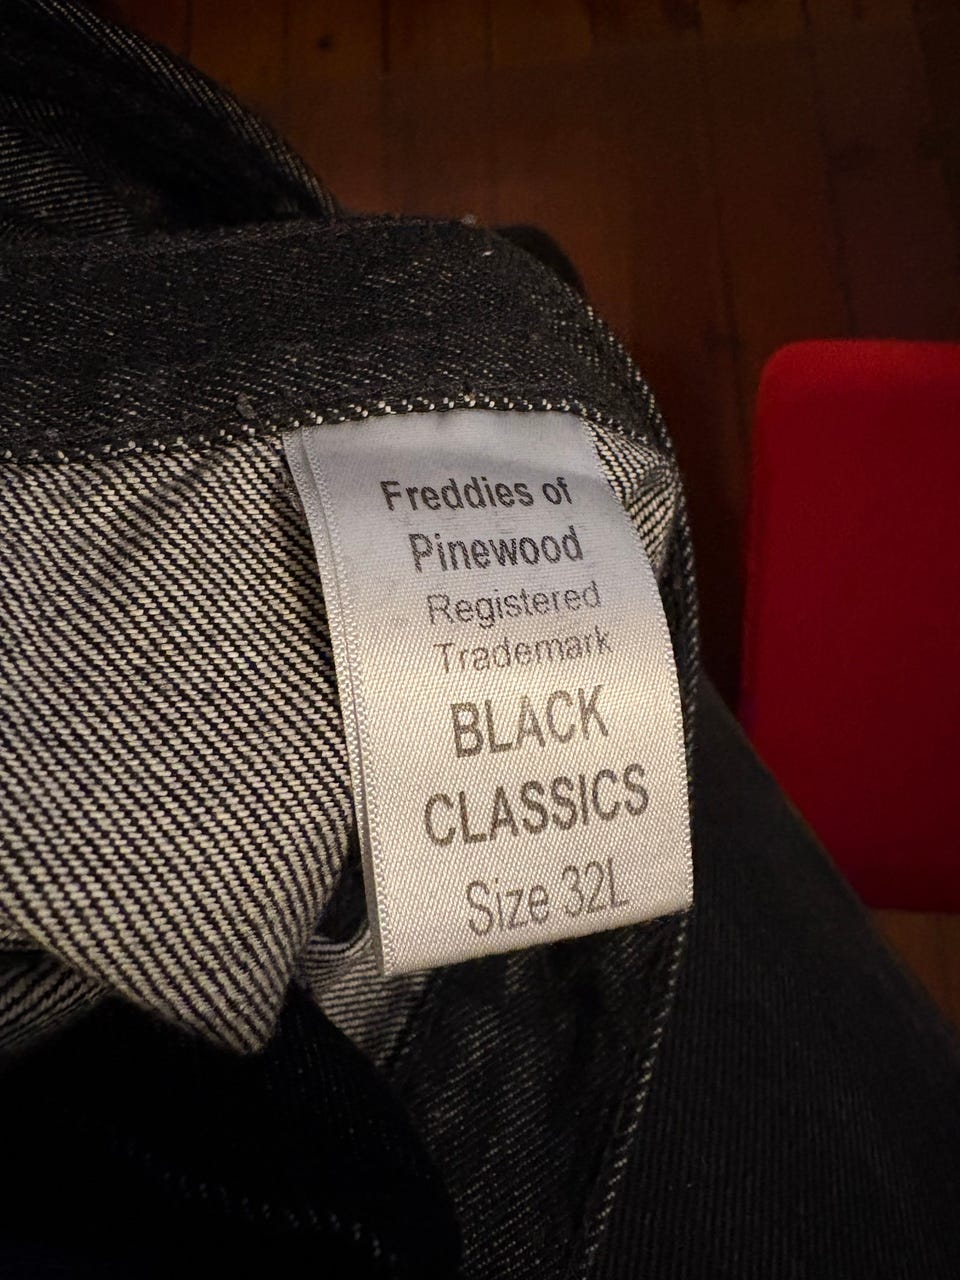 Freddies of
Pinewood
Registered
Trademark
BLACK
CLASSICS
Size 32L